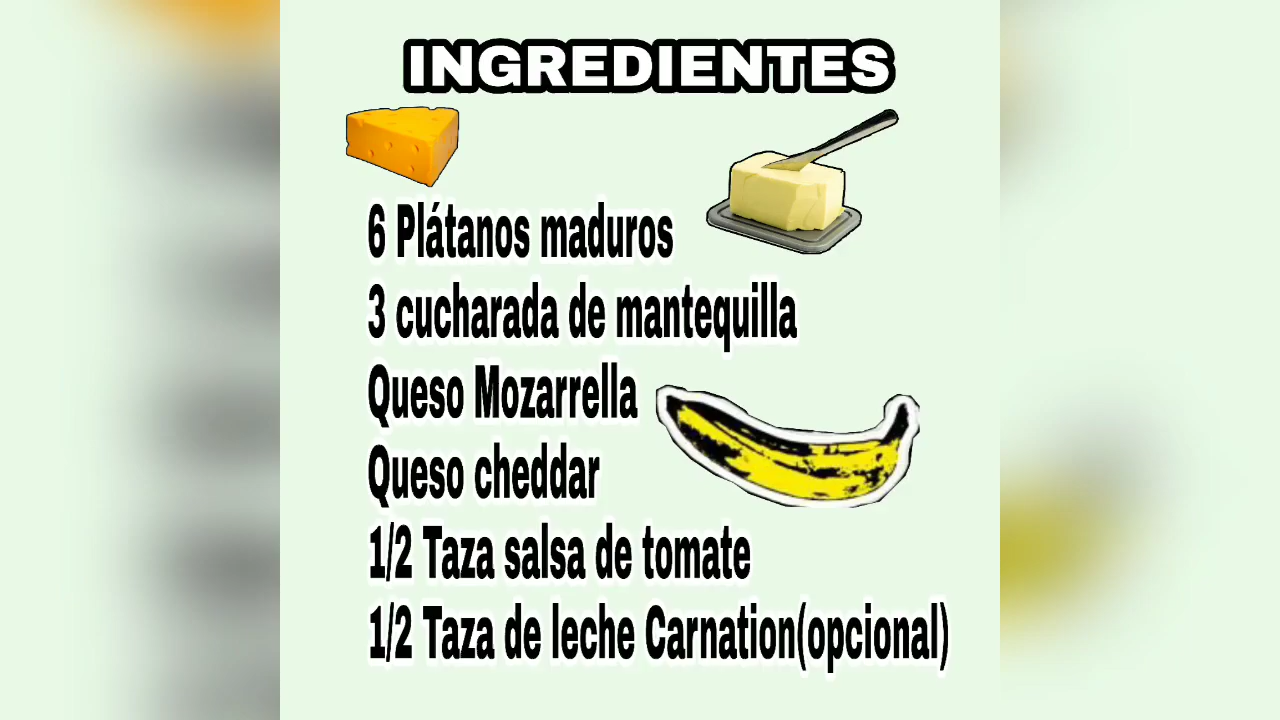 INGREDIENTES
6 Plátanos maduros
3 cucharada de mantequilla
Queso Mozarrella
Queso cheddar
1/2 Taza salsa de tomate
1/2 Taza de leche Carnation(opcional)